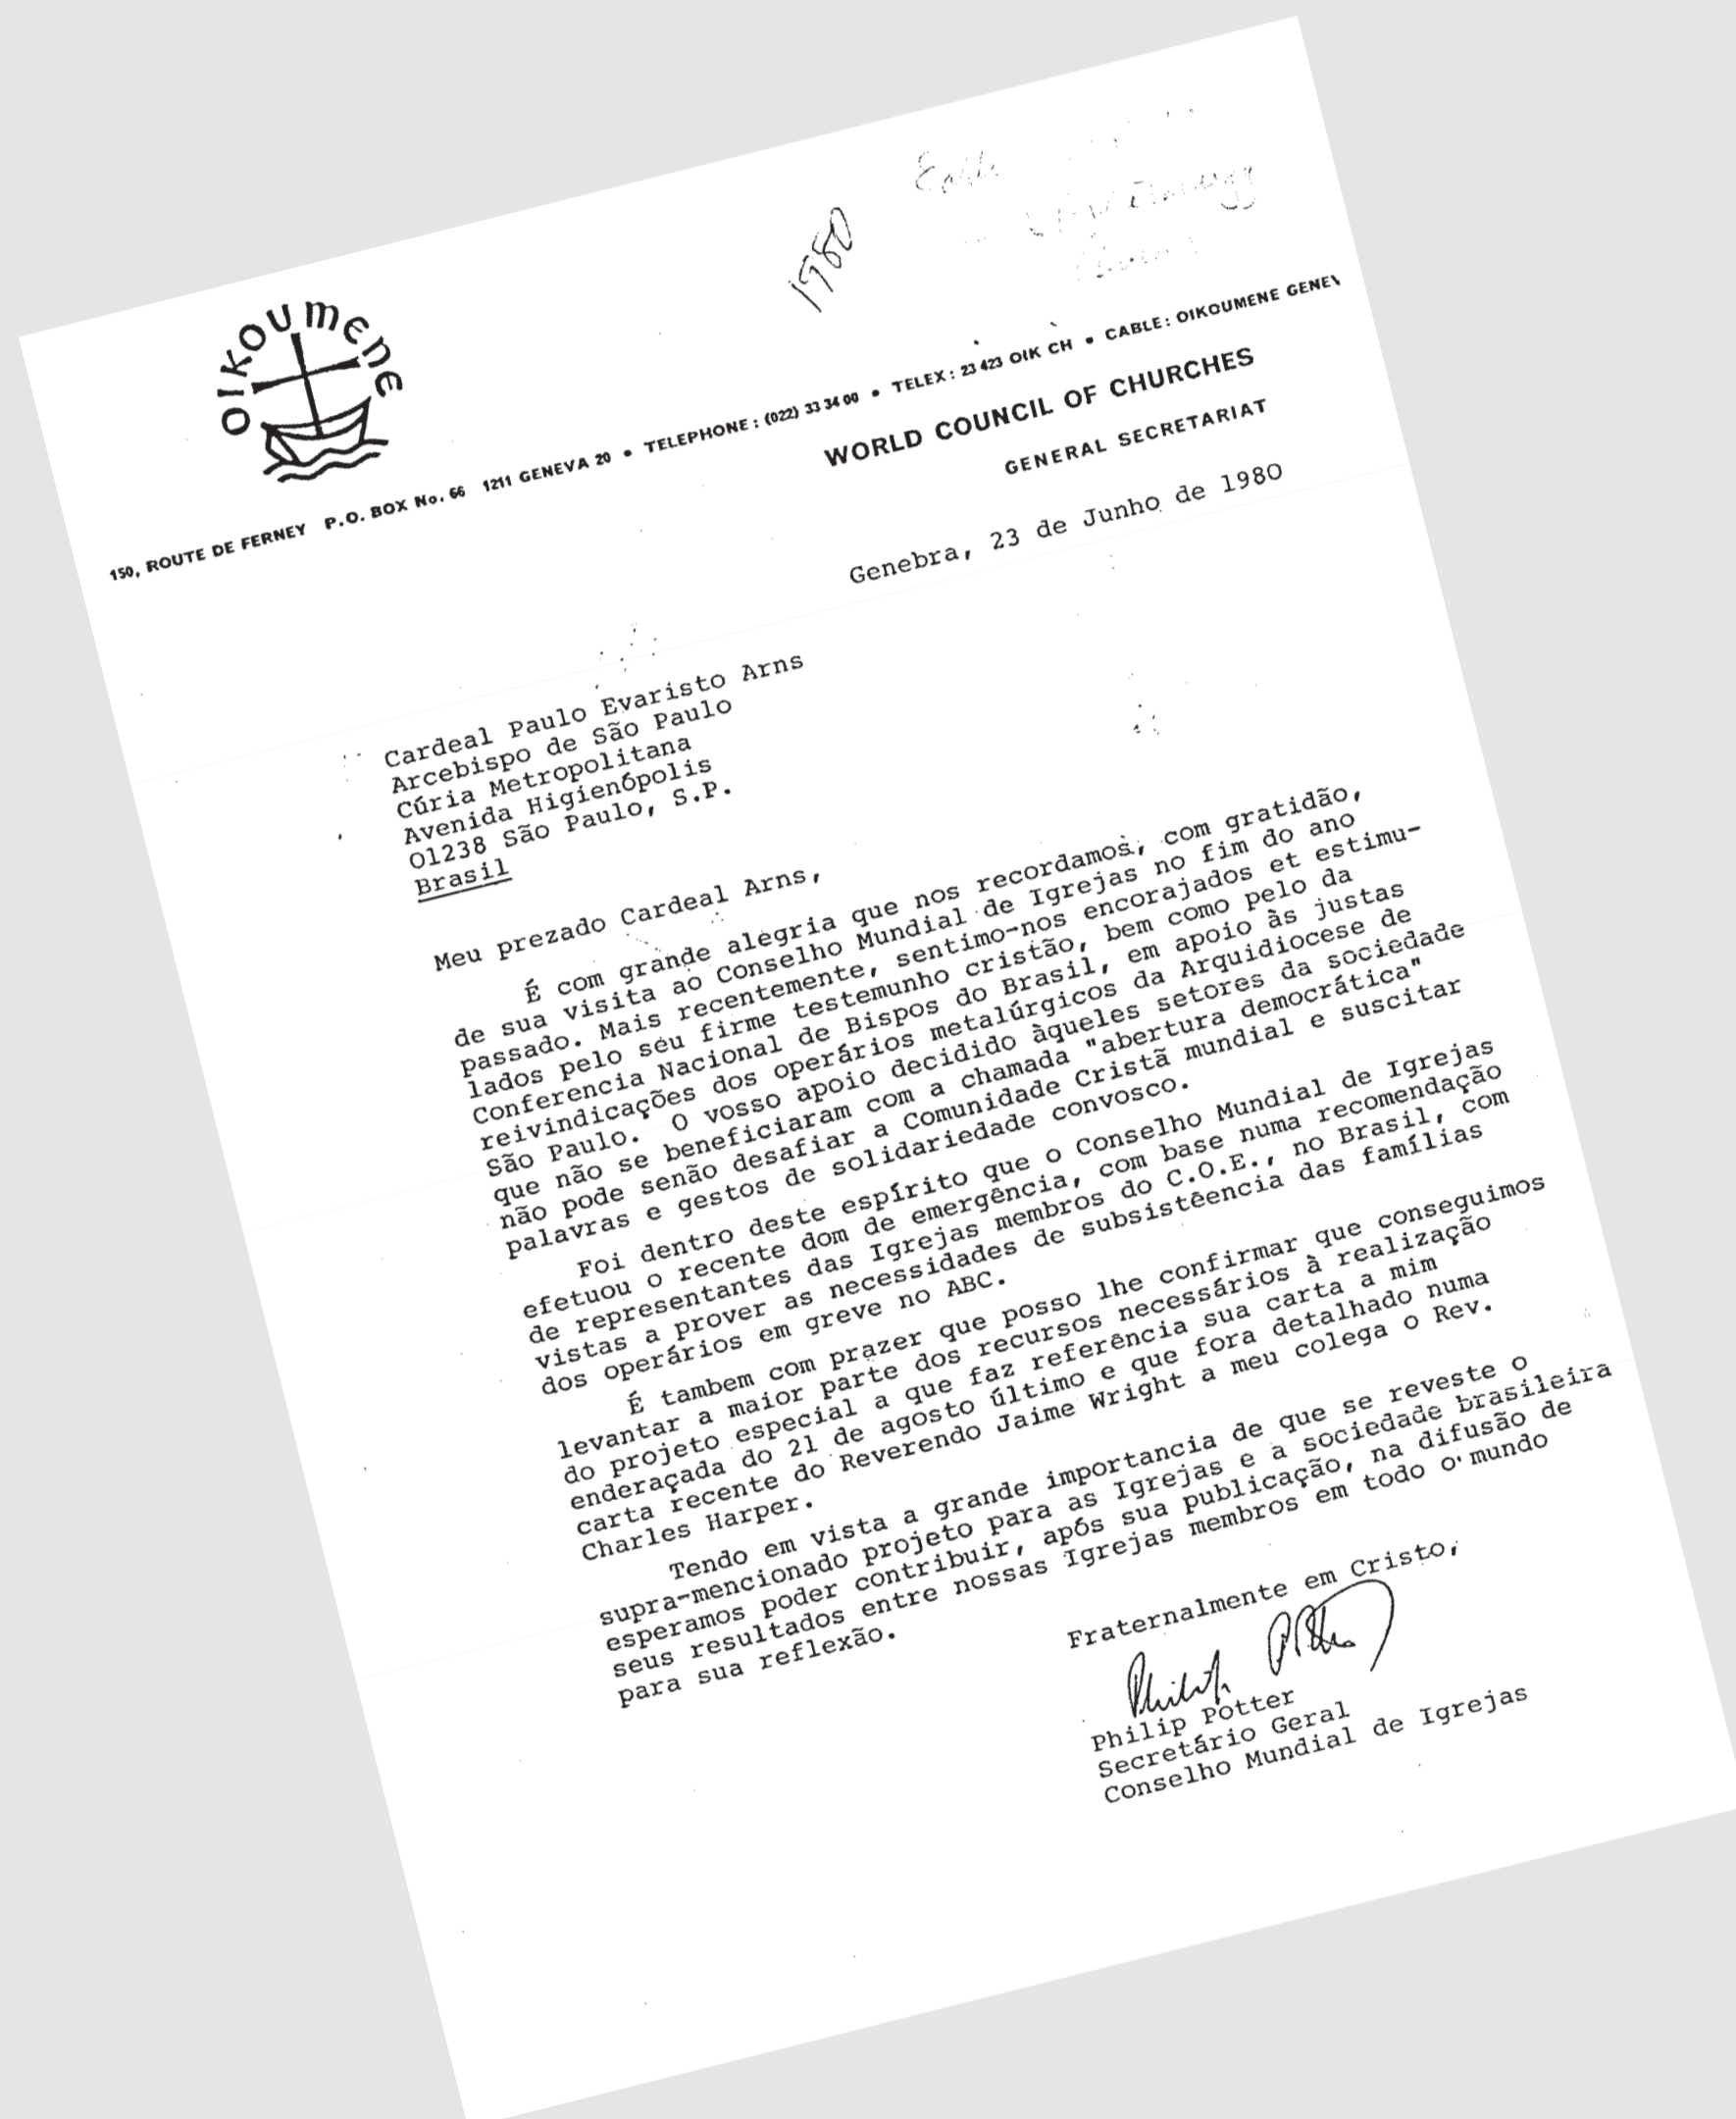 1980
OIKOUMENE
150, ROUTE DE FERNEY P.O. BOX No. 66 1211 GENEVA 20 • TELEPHONE: (022) 33 34 00 • TELEX: 23 423 OIK CH • CABLE: OIKOUMENE GENEV
WORLD COUNCIL OF CHURCHES
GENERAL SECRETARIAT
Genebra, 23 de Junho de 1980
Cardeal Paulo Evaristo Arns
Arcebispo de São Paulo
Cúria Metropolitana
Avenida Higienópolis
01238 São Paulo, S.P.
Brasil
Meu prezado Cardeal Arns,
É com grande alegria que nos recordamos, com gratidão,
de sua visita ao Conselho Mundial de Igrejas no fim do ano
passado. Mais recentemente, sentimo-nos encorajados et estimu-
lados pelo seu firme testemunho cristão, bem como pelo da
Conferencia Nacional de Bispos do Brasil, em apoio às justas
reivindicações dos operários metalúrgicos da Arquidiocese de
São Paulo. O vosso apoio decidido àqueles setores da sociedade
que não se beneficiaram com a chamada "abertura democrática"
não pode senão desafiar a Comunidade Cristã mundial e suscitar
palavras e gestos de solidariedade convosco.
Foi dentro deste espírito que o Conselho Mundial de Igrejas
efetuou o recente dom de emergência, com base numa recomendação
de representantes das Igrejas membros do C.O.E., no Brasil, com
vistas a prover as necessidades de subsistêencia das famílias
dos operários em greve no ABC.
É tambem com prazer que posso lhe confirmar que conseguimos
levantar a maior parte dos recursos necessários à realização
do projeto especial a que faz referência sua carta a mim
enderaçada do 21 de agosto último e que fora detalhado numa
carta recente do Reverendo Jaime Wright a meu colega o Rev.
Charles Harper.
Tendo em vista a grande importancia de que se reveste o
supra-mencionado projeto para as Igrejas e a sociedade brasileira
esperamos poder contribuir, após sua publicação, na difusão de
seus resultados entre nossas Igrejas membros em todo o mundo
para sua reflexão.
Fraternalmente em Cristo,
Philip Potter
Philip Potter
Secretário Geral
Conselho Mundial de Igrejas